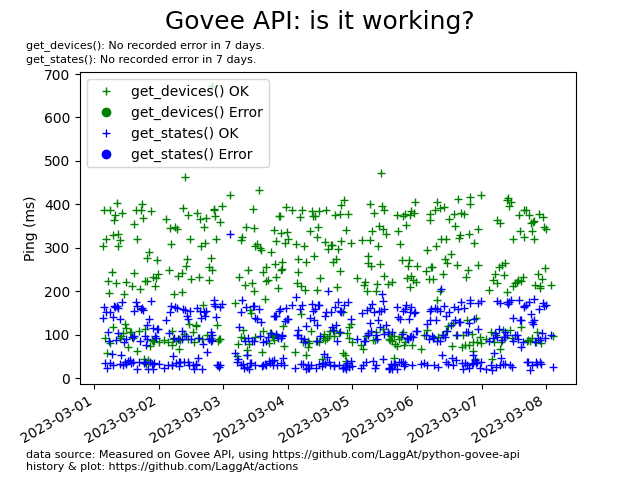 Govee API: is it working?
get_devices(): No recorded error in 7 days.
get_states(): No recorded error in 7 days.
get_devices() OK
get_devices() Error
get_states() OK
get_states() Error
Ping (ms)
700
600
500
400
300
200
100
0
2023-03-01
2023-03-02
2023-03-03
2023-03-04
2023-03-05
2023-03-06
2023-03-07
2023-03-08
data source: Measured on Govee API, using https://github.com/LaggAt/python-govee-api
history & plot: https://github.com/LaggAt/actions